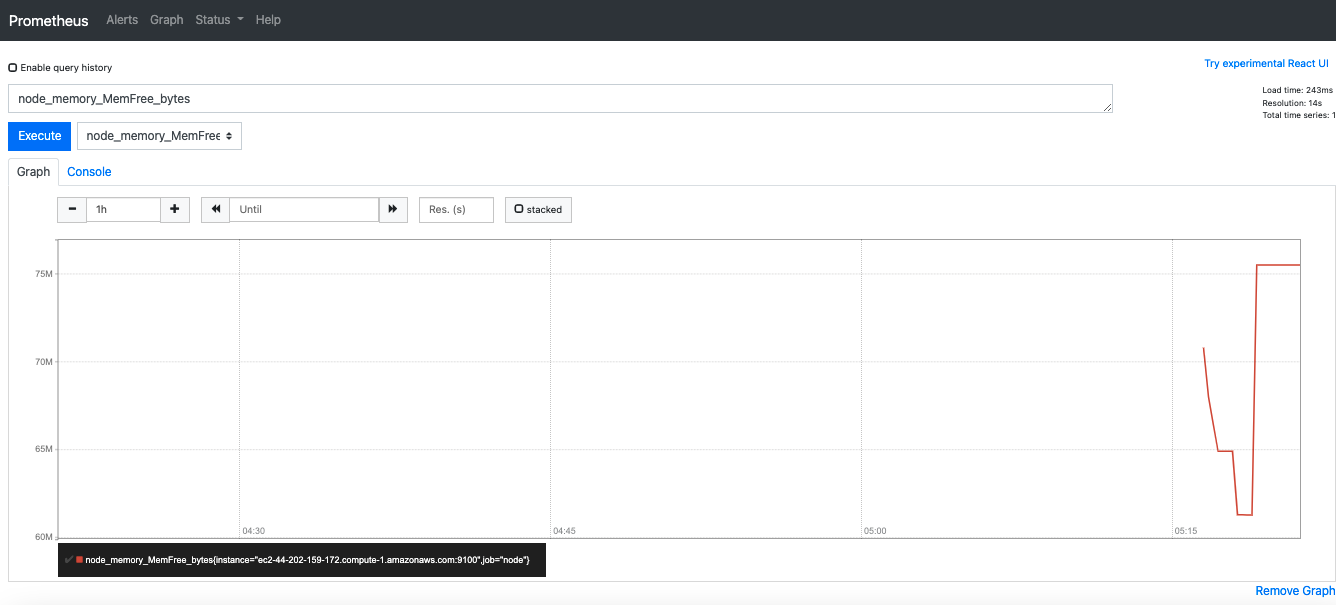 Prometheus Alerts Graph Status Help
Enable query history
Try experimental React UI
node_memory_MemFree_bytes
Load time: 243ms
Resolution: 14s
Total time series: 1
Execute node_memory_MemFree
Graph Console
1h Until Res. (s) stacked
75M
70M
65M
60M
04:30 04:45 05:00 05:15
node_memory_MemFree_bytes{instance="ec2-44-202-159-172.compute-1.amazonaws.com:9100",job="node"}
Remove Graph